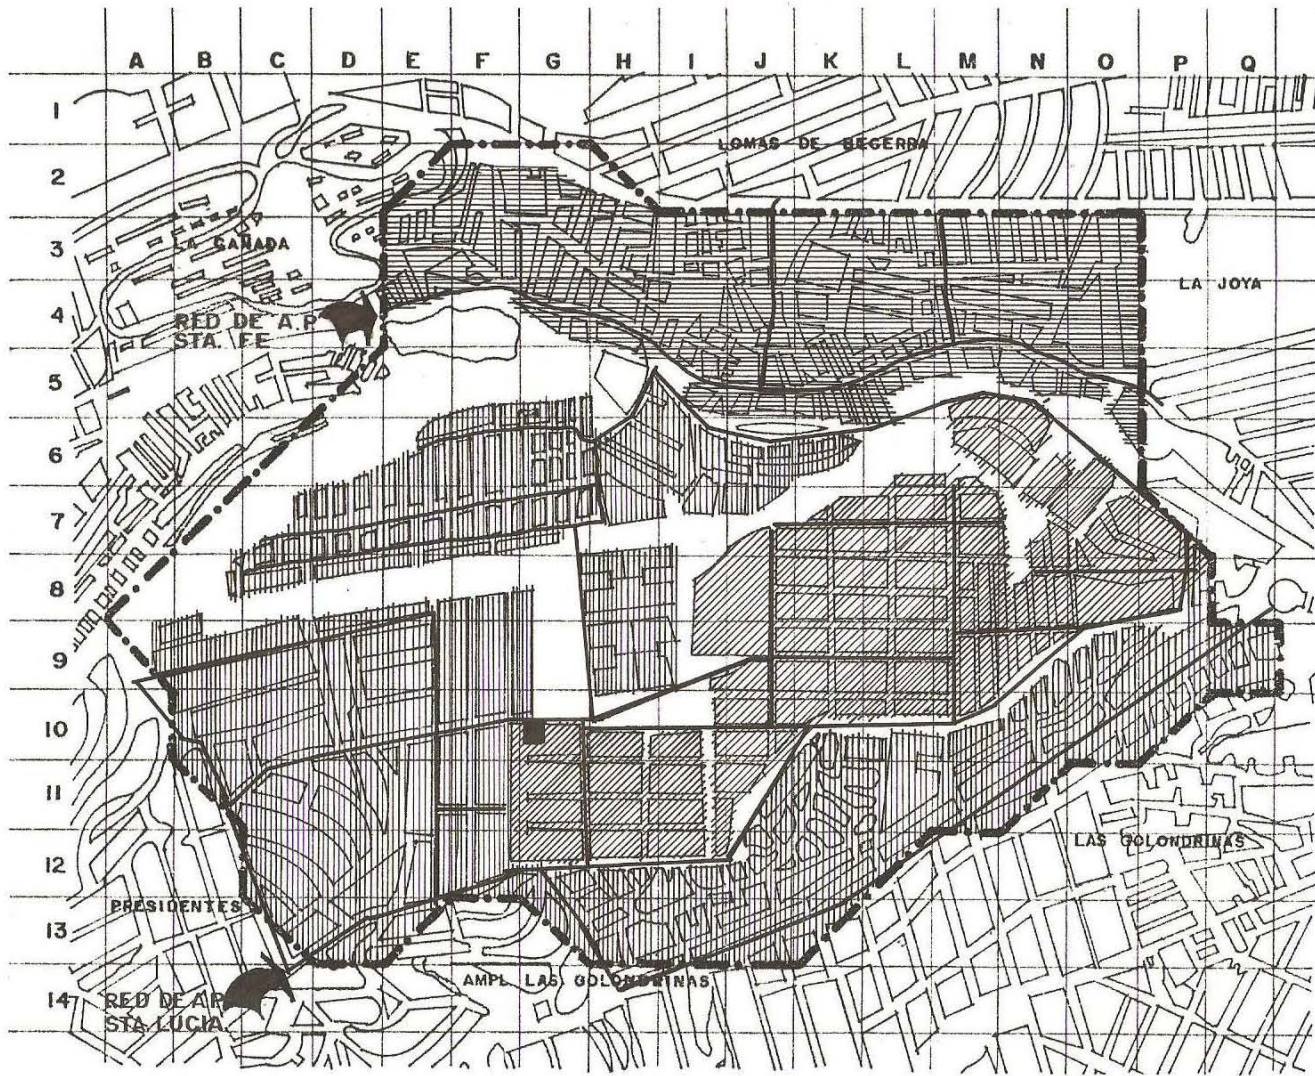 A B C D E F G H I J K L M N O P Q
1
LOMAS DE BECERRA
2
3
LA CAÑADA
LA JOYA
4
RED DE A.P
STA. FE
5
6
7
8
9
10
11
12
LAS GOLONDRINAS
PRESIDENTES
13
AMPL. LAS GOLONDRINAS
14
RED DE A.P.
STA. LUCIA.